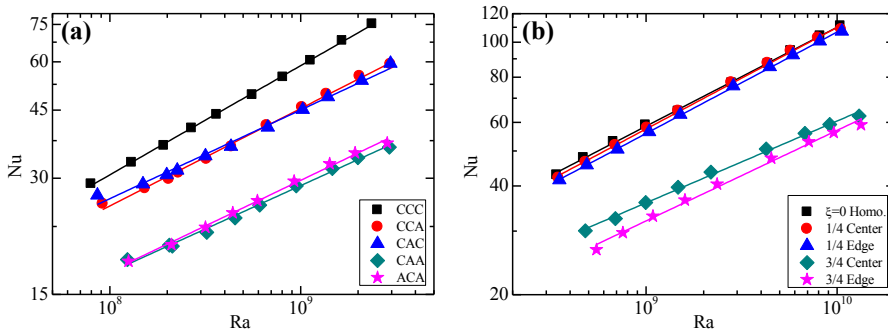 (a)
75
60
45
30
15
Nu
10^8
10^9
Ra
CCC
CCA
CAC
CAA
ACA
(b)
120
100
80
60
40
20
Nu
10^9
10^10
Ra
ξ=0 Homo.
1/4 Center
1/4 Edge
3/4 Center
3/4 Edge